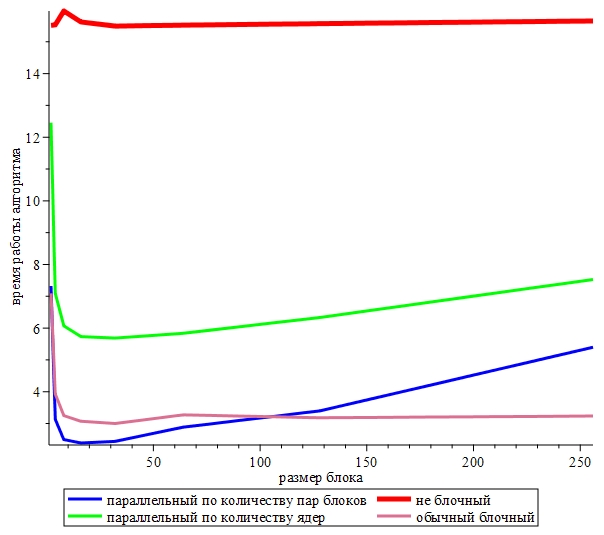 время работы алгоритма
14
12
10
8
6
4
50
100
150
200
250
размер блока
параллельный по количеству пар блоков
не блочный
параллельный по количеству ядер
обычный блочный